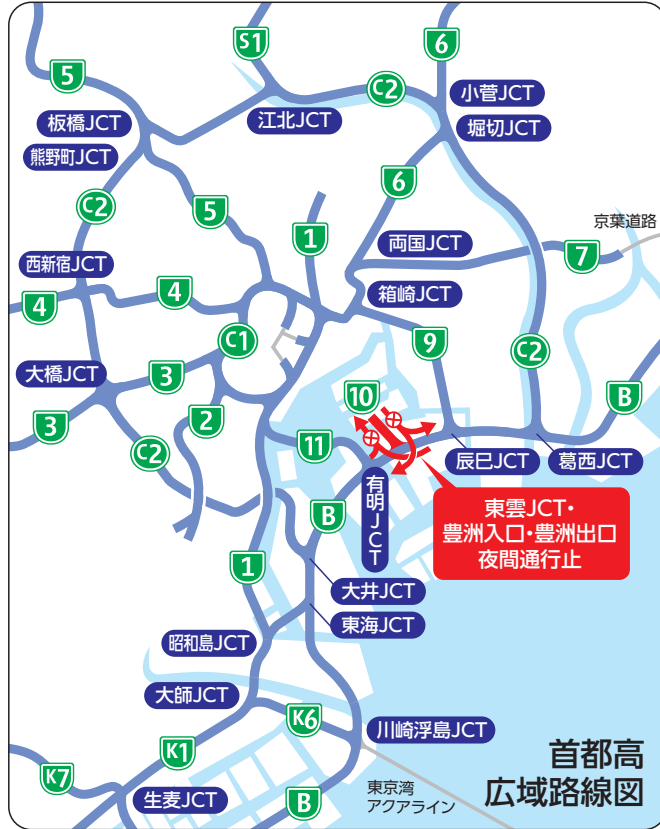 S1
6
5
C2
小菅JCT
江北JCT
板橋JCT
堀切JCT
熊野町JCT
6
C2
5
1
京葉道路
両国JCT
7
西新宿JCT
4
4
箱崎JCT
C1
9
C2
大橋JCT
3
10
B
3
2
11
C2
辰巳JCT
葛西JCT
有明JCT
B
東雲JCT・
豊洲入口・豊洲出口
夜間通行止
1
大井JCT
東海JCT
昭和島JCT
大師JCT
K6
川崎浮島JCT
K1
K7
生麦JCT
B
東京湾
アクアライン
首都高
広域路線図